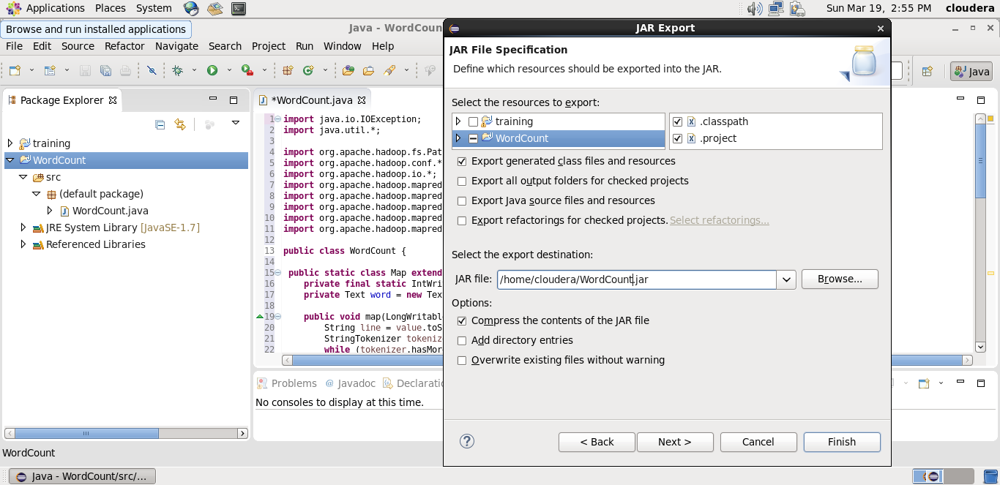 Applications Places System
Sun Mar 19, 2:55 PM cloudera
Browse and run installed applications
Java - WordCoun
File Edit Source Refactor Navigate Search Project Run Window Help
Java
Package Explorer
training
WordCount
src
(default package)
WordCount.java
JRE System Library [JavaSE-1.7]
Referenced Libraries
*WordCount.java
1 import java.io.IOException;
2 import java.util.*;
3
4 import org.apache.hadoop.fs.Pat
5 import org.apache.hadoop.conf.*
6 import org.apache.hadoop.io.*;
7 import org.apache.hadoop.mapred
8 import org.apache.hadoop.mapred
9 import org.apache.hadoop.mapred
10 import org.apache.hadoop.mapred
11 import org.apache.hadoop.mapred
12
13 public class WordCount {
14
15 public static class Map extend
16 private final static IntWri
17 private Text word = new Tex
18
19 public void map(LongWritabl
20 String line = value.toS
21 StringTokenizer tokeniz
22 while (tokenizer.hasMor
Problems @ Javadoc Declaratio
No consoles to display at this time.
JAR Export
JAR File Specification
Define which resources should be exported into the JAR.
Select the resources to export:
training
WordCount
.classpath
.project
Export generated class files and resources
Export all output folders for checked projects
Export Java source files and resources
Export refactorings for checked projects. Select refactorings...
Select the export destination:
JAR file: /home/cloudera/WordCount.jar Browse...
Options:
Compress the contents of the JAR file
Add directory entries
Overwrite existing files without warning
? < Back Next > Cancel Finish
WordCount
Java - WordCount/src/...